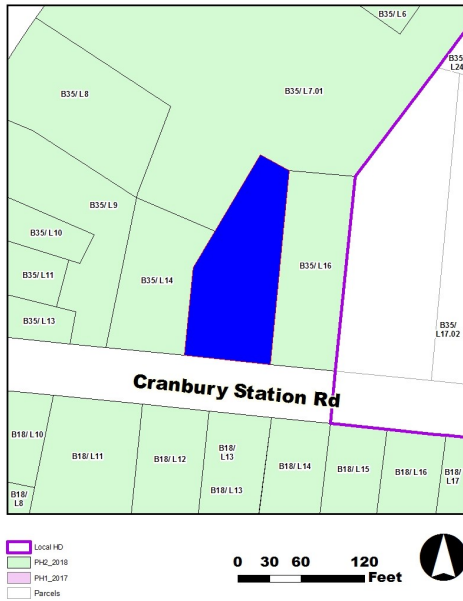 B35/ L6
B35/
L24
B35/ L8
B35/ L7.01
B35/ L9
B35/ L10
B35/ L16
B35/ L11
B35/ L14
B35/ L13
B35/
L17.02
Cranbury Station Rd
B18/ L10
B18/ L11
B18/ L12
B18/
L13
B18/ L13
B18/ L14
B18/ L15
B18/ L16
B18/
L17
B18/
L8
Local HD
PH2_2018
PH1_2017
Parcels
0 30 60 120
Feet